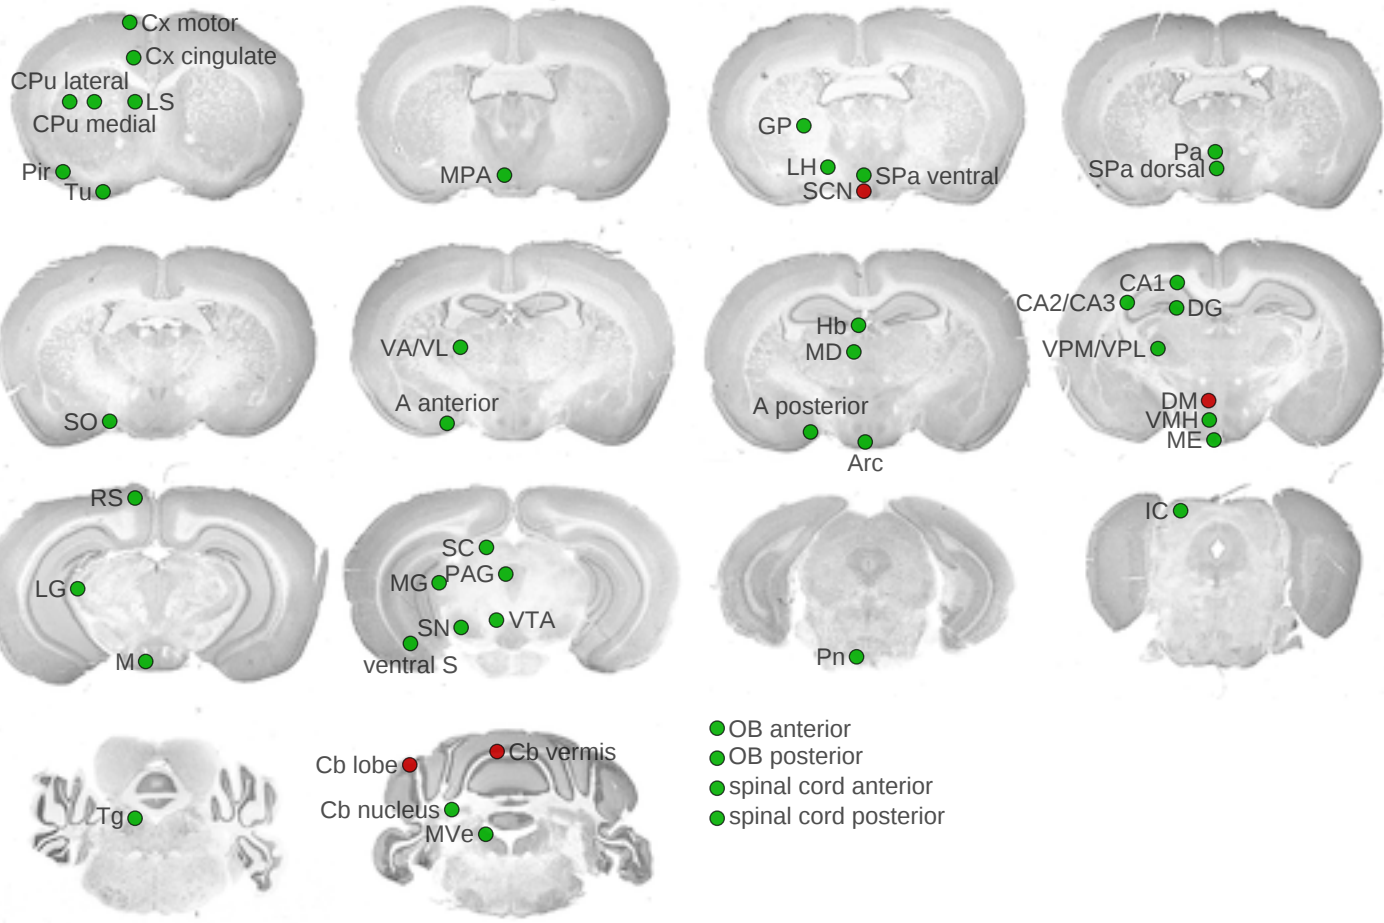 Cx motor
Cx cingulate
CPu lateral
LS
CPu medial
Pir
Tu
MPA
GP
LH
SPa ventral
SCN
Pa
SPa dorsal
SO
VA/VL
A anterior
Hb
MD
A posterior
Arc
CA1
CA2/CA3
DG
VPM/VPL
DM
VMH
ME
RS
LG
M
SC
MG
PAG
SN
VTA
ventral S
Pn
IC
Tg
Cb lobe
Cb vermis
Cb nucleus
MVe
OB anterior
OB posterior
spinal cord anterior
spinal cord posterior